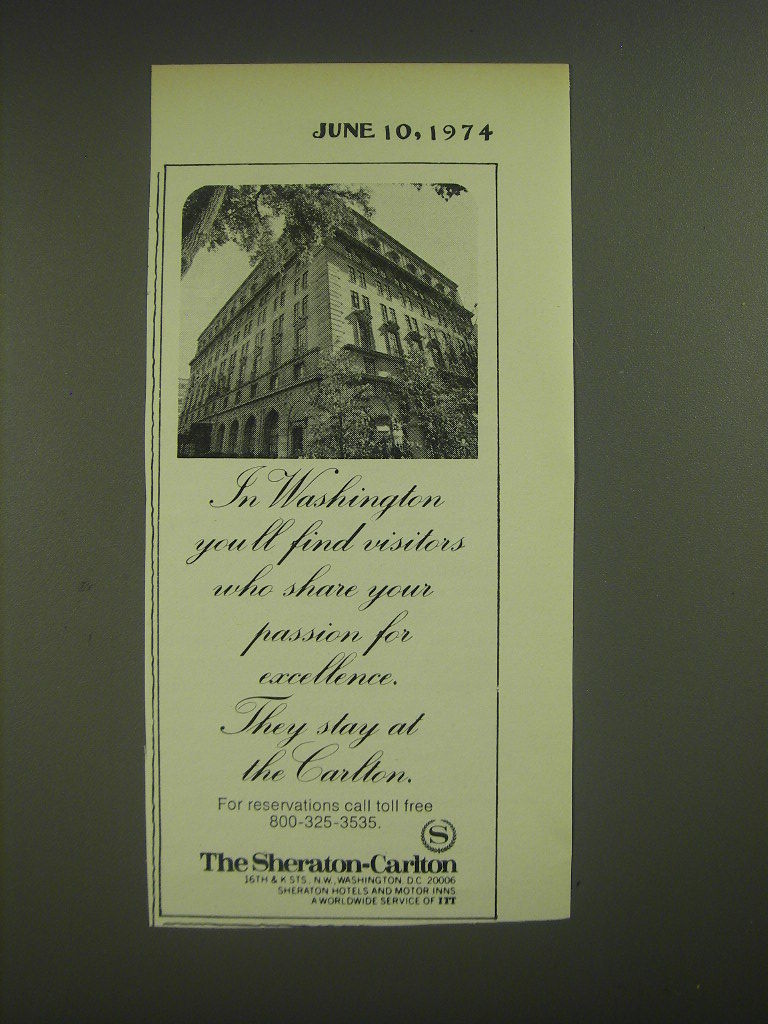 JUNE 10, 1974
In Washington
you'll find visitors
who share your
passion for
excellence.
They stay at
the Carlton.
For reservations call toll free
800-325-3535.
S
The Sheraton-Carlton
16TH & K STS., N.W., WASHINGTON, D.C. 20006
SHERATON HOTELS AND MOTOR INNS
A WORLDWIDE SERVICE OF ITT